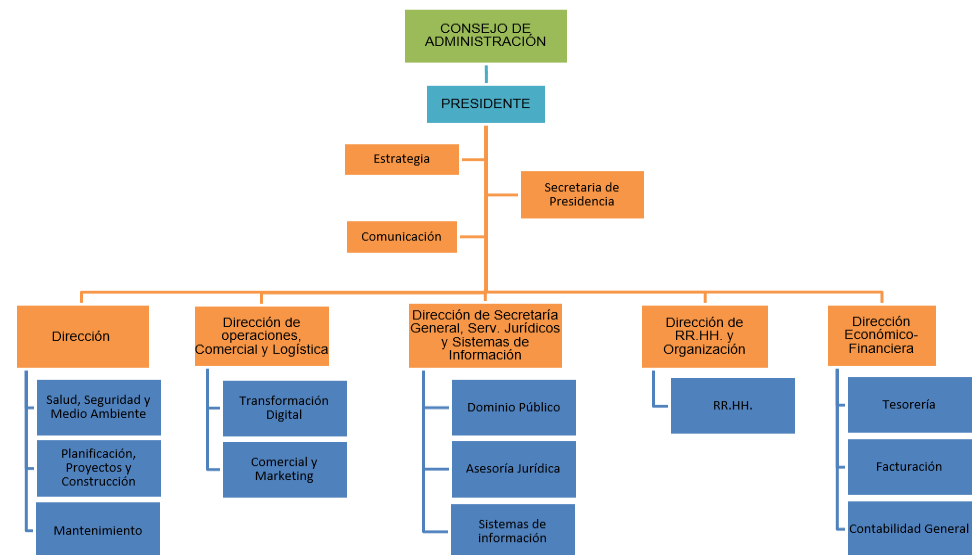 CONSEJO DE
ADMINISTRACIÓN
PRESIDENTE
Estrategia
Secretaria de
Presidencia
Comunicación
Dirección
Dirección de
operaciones,
Comercial y Logística
Dirección de Secretaría
General, Serv. Jurídicos
y Sistemas de
Información
Dirección de
RR.HH. y
Organización
Dirección
Económico-
Financiera
Salud, Seguridad y
Medio Ambiente
Planificación,
Proyectos y
Construcción
Mantenimiento
Transformación
Digital
Comercial y
Marketing
Dominio Público
Asesoría Jurídica
Sistemas de
información
RR.HH.
Tesorería
Facturación
Contabilidad General